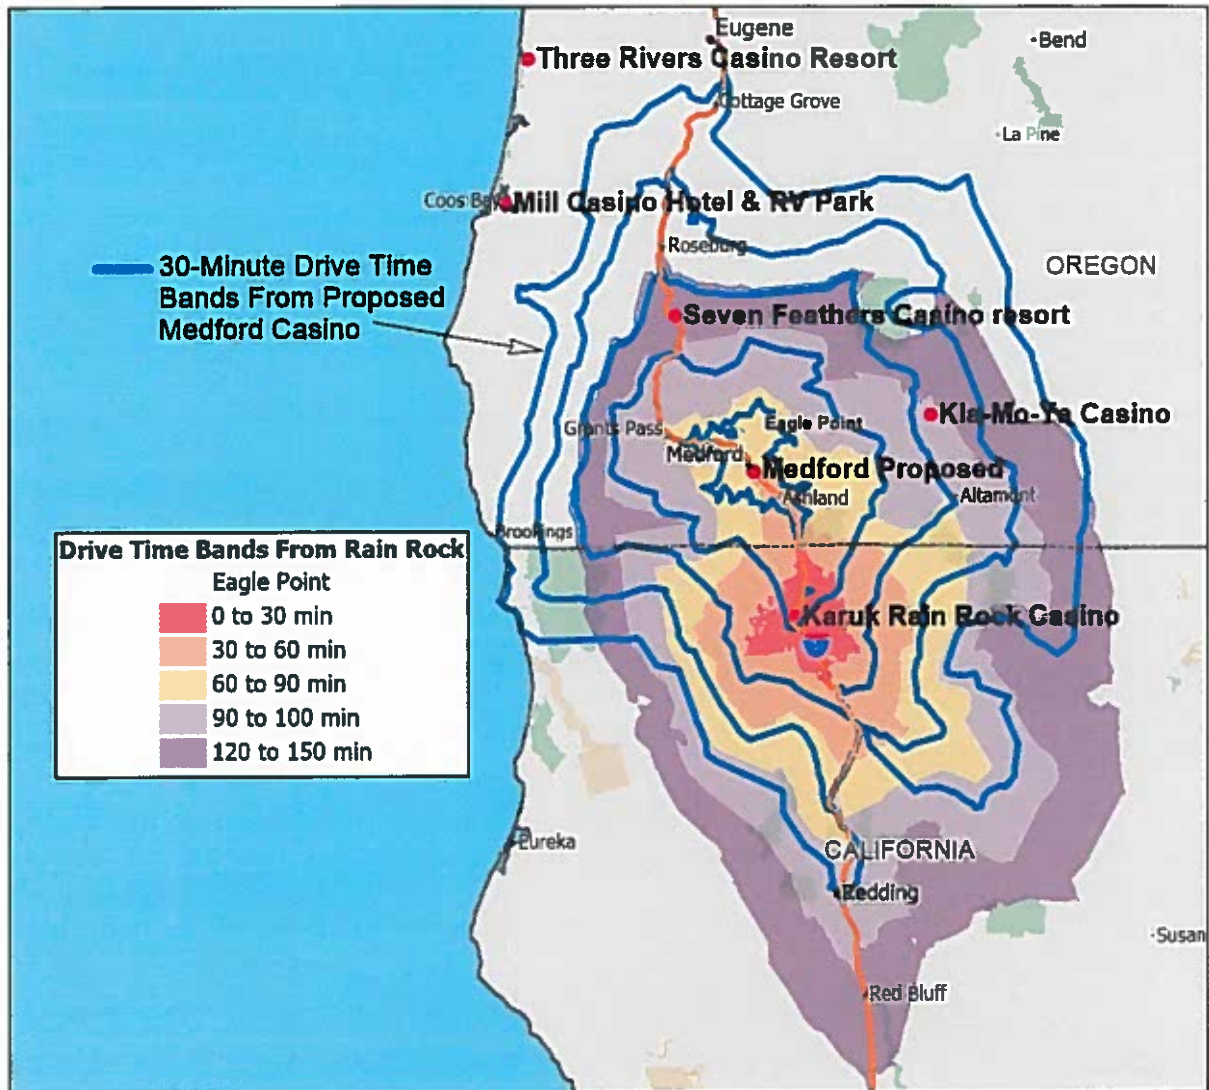 Eugene
Bend
Three Rivers Casino Resort
Cottage Grove
La Pine
Coos Bay
Mill Casino Hotel & RV Park
Roseburg
30-Minute Drive Time
Bands From Proposed
Medford Casino
OREGON
Seven Feathers Casino resort
Kla-Mo-Ya Casino
Eagle Point
Grants Pass
Medford
Medford Proposed
Ashland
Altamont
Brookings
Drive Time Bands From Rain Rock
Eagle Point
0 to 30 min
30 to 60 min
60 to 90 min
90 to 100 min
120 to 150 min
Karuk Rain Rock Casino
Eureka
CALIFORNIA
Redding
Susan
Red Bluff